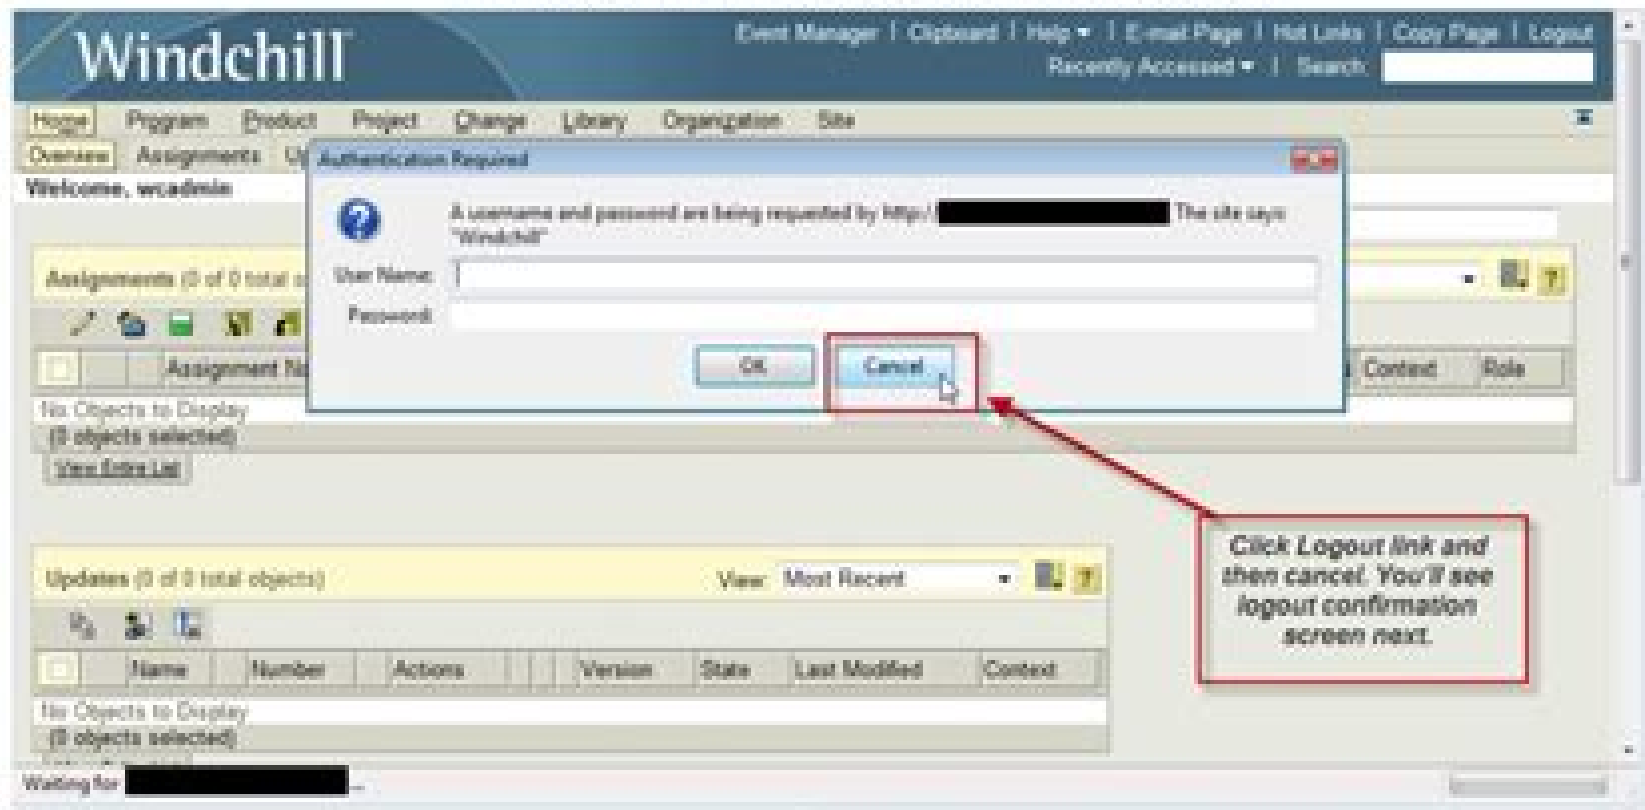 Windchill
Event Manager | Clipboard | Help | E-mail Page | Hot Links | Copy Page | Logout
Recently Accessed | Search:
Home Program Product Project Change Library Organization Site
Overview Assignments
Welcome, wcadmin
Authentication Required
A username and password are being requested by http:// The site says:
"Windchill"
User Name:
Password:
OK Cancel
Assignments (0 of 0 total
Assignment Context Role
No Objects to Display
(0 objects selected)
View Entire List
Click Logout link and
then cancel. You'll see
logout confirmation
screen next.
Updates (0 of 0 total objects) View: Most Recent
Name Number Actions Version State Last Modified Context
No Objects to Display
(0 objects selected)
Waiting for ...